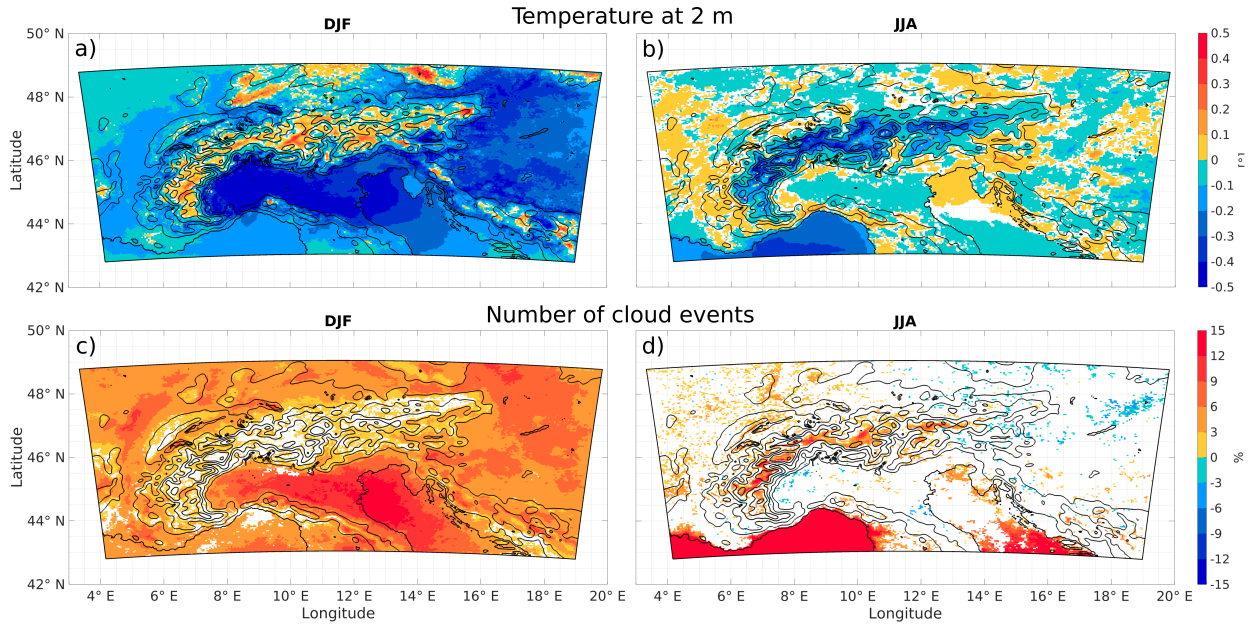 Temperature at 2 m
DJF
JJA
a)
b)
50° N
48° N
46° N
44° N
42° N
Latitude
0.5
0.4
0.3
0.2
0.1
0
-0.1
-0.2
-0.3
-0.4
-0.5
Number of cloud events
DJF
JJA
c)
d)
50° N
48° N
46° N
44° N
42° N
Latitude
4° E 6° E 8° E 10° E 12° E 14° E 16° E 18° E 20° E
Longitude
4° E 6° E 8° E 10° E 12° E 14° E 16° E 18° E 20° E
Longitude
15
12
9
6
3
0
-3
-6
-9
-12
-15
%